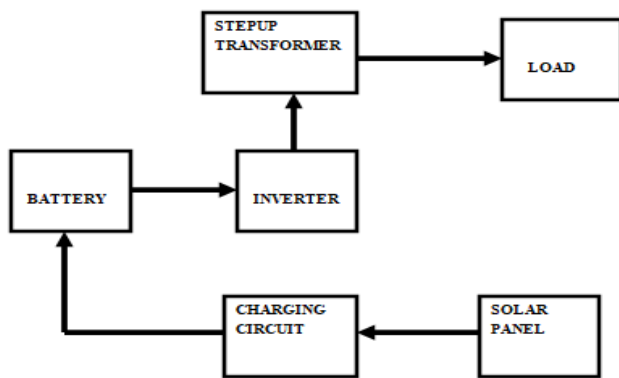 STEPUP
TRANSFORMER
LOAD
BATTERY
INVERTER
CHARGING
CIRCUIT
SOLAR
PANEL